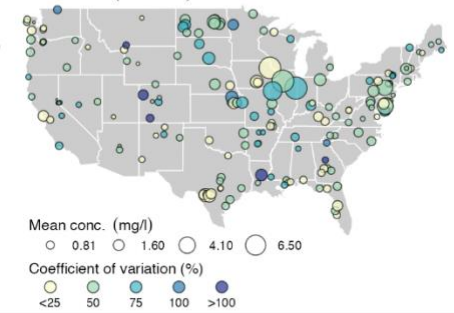 Mean conc. (mg/l)
0.81 1.60 4.10 6.50
Coefficient of variation (%)
<25 50 75 100 >100